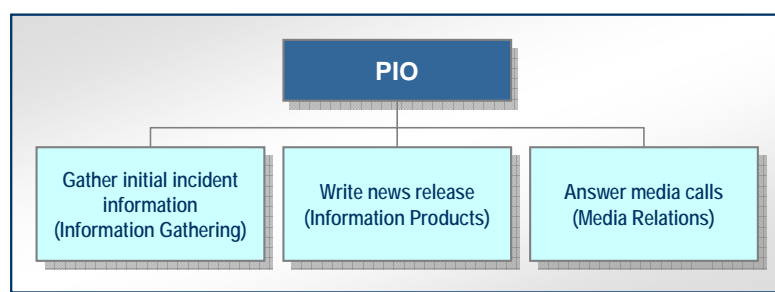 PIO
Gather initial incident
information
(Information Gathering)
Write news release
(Information Products)
Answer media calls
(Media Relations)